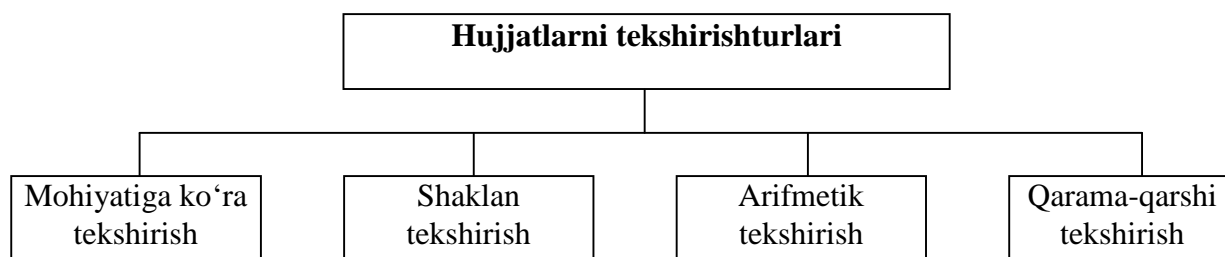 Hujjatlarni tekshirishturlari
Mohiyatiga ko‘ra
tekshirish
Shaklan
tekshirish
Arifmetik
tekshirish
Qarama-qarshi
tekshirish